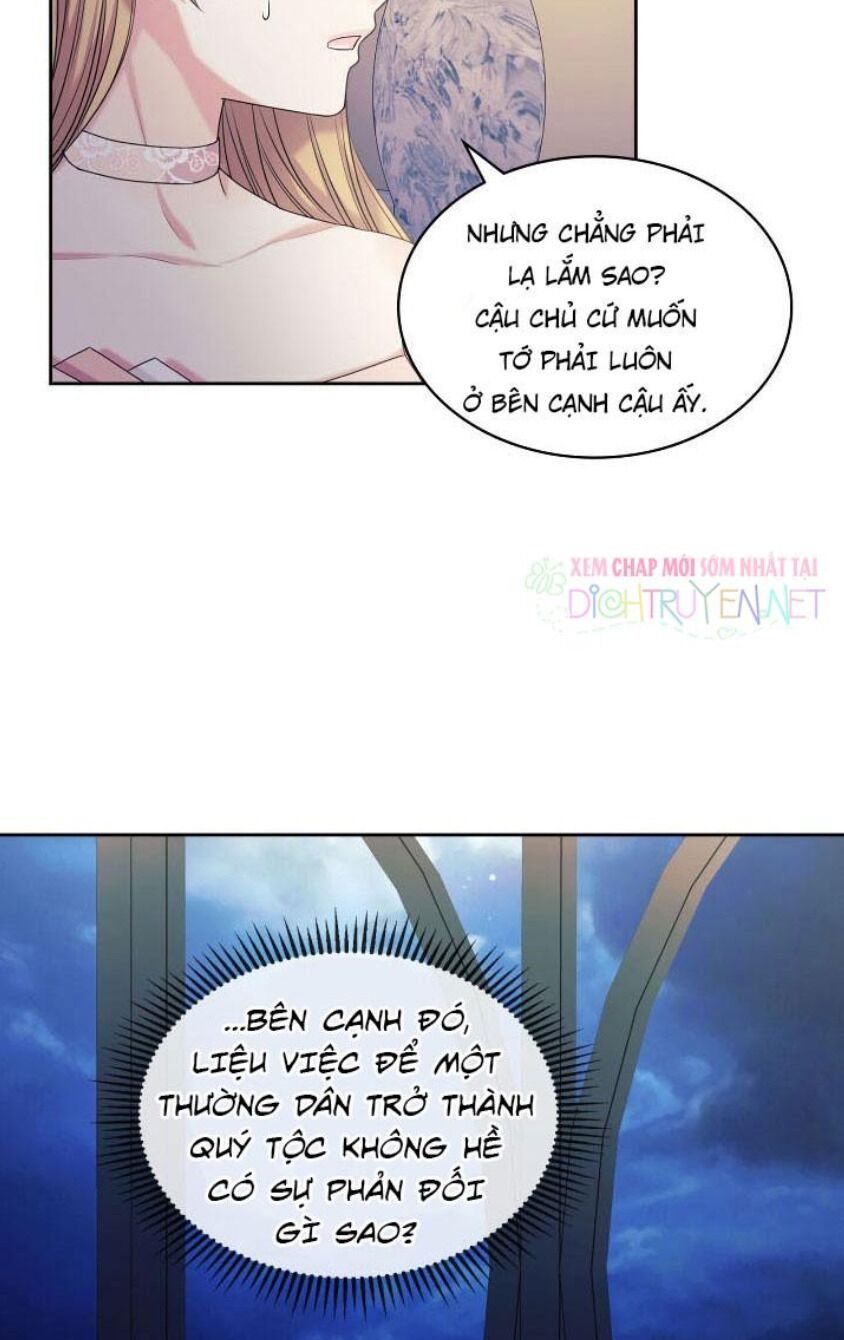 NHƯNG CHẲNG PHẢI
LẠ LẮM SAO?
CẬU CHỦ CỨ MUỐN
TỚ PHẢI LUÔN
Ở BÊN CẠNH CẬU ẤY.
XEM CHAP MỚI SỚM NHẤT TẠI
DICHTRUYEN.NET
...BÊN CẠNH ĐÓ,
LIỆU VIỆC ĐỂ MỘT
THƯỜNG DÂN TRỞ THÀNH
QUÝ TỘC KHÔNG HỀ
CÓ SỰ PHẢN ĐỐI
GÌ SAO?